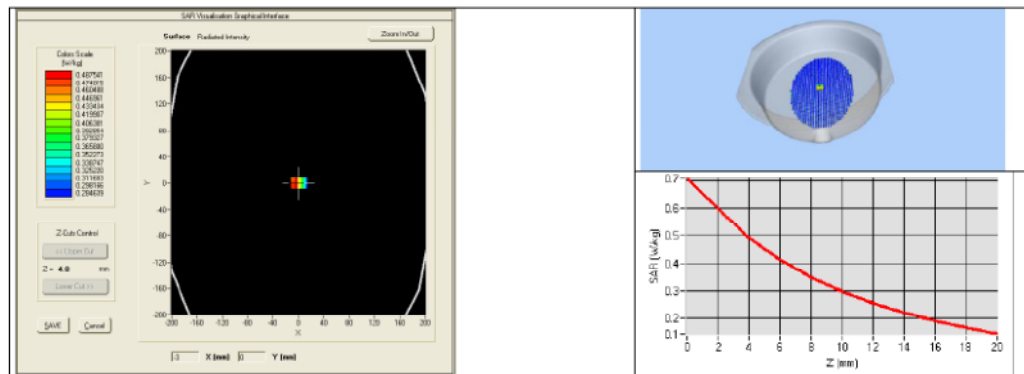 SAR Visualisation Graphical Interface
Surface Radiated Intensity
Zoom In/Out
Colors Scale
(W/kg)
0.487541
0.474015
0.460488
0.446961
0.433434
0.419907
0.406381
0.392854
0.379327
0.365800
0.352273
0.338747
0.325220
0.311693
0.298166
0.284639
Z-Cuts Control
<< Upper Cut
Z = 4.0 mm
Lower Cut >>
SAVE Cancel
200
160
120
80
40
0
-40
-80
-120
-160
-200
Y
-200 -160 -120 -80 -40 0 40 80 120 160 200
X
-3 X (mm) 0 Y (mm)
0.7
0.6
0.5
0.4
0.3
0.2
0.1
SAR (W/kg)
0 2 4 6 8 10 12 14 16 18 20
Z (mm)